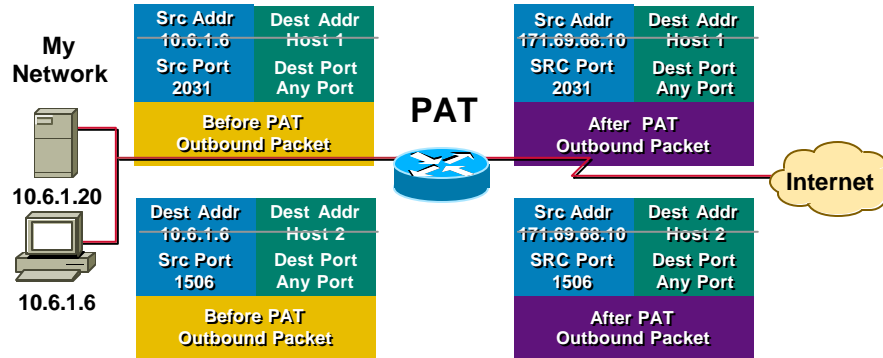 My
Network
10.6.1.20
10.6.1.6
Src Addr
10.6.1.6
Dest Addr
Host 1
Src Port
2031
Dest Port
Any Port
Before PAT
Outbound Packet
PAT
Src Addr
171.69.68.10
Dest Addr
Host 1
SRC Port
2031
Dest Port
Any Port
After PAT
Outbound Packet
Internet
Dest Addr
10.6.1.6
Dest Addr
Host 2
Src Port
1506
Dest Port
Any Port
Before PAT
Outbound Packet
Src Addr
171.69.68.10
Dest Addr
Host 2
SRC Port
1506
Dest Port
Any Port
After PAT
Outbound Packet